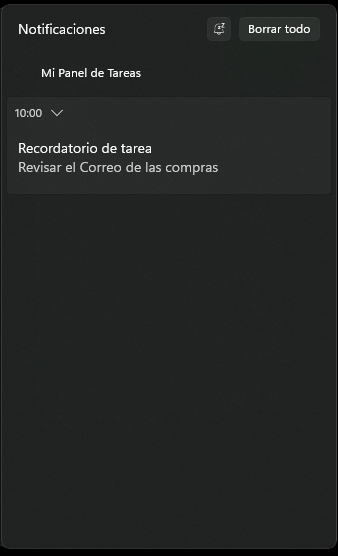 Notificaciones
Borrar todo
Mi Panel de Tareas
10:00
Recordatorio de tarea
Revisar el Correo de las compras